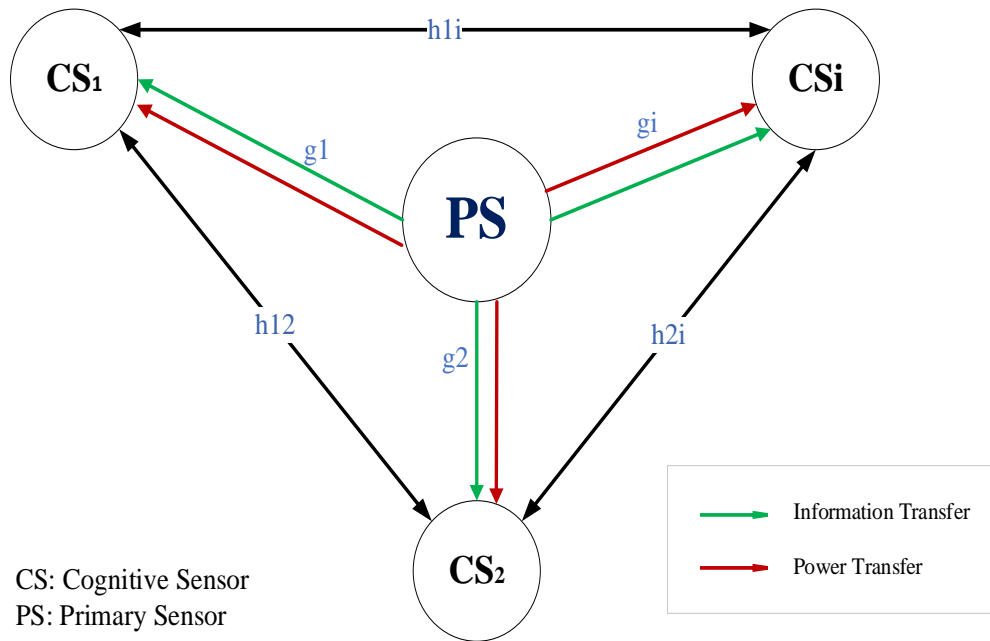 h1i
CS1
CSi
g1
gi
PS
h12
g2
h2i
CS2
Information Transfer
Power Transfer
CS: Cognitive Sensor
PS: Primary Sensor